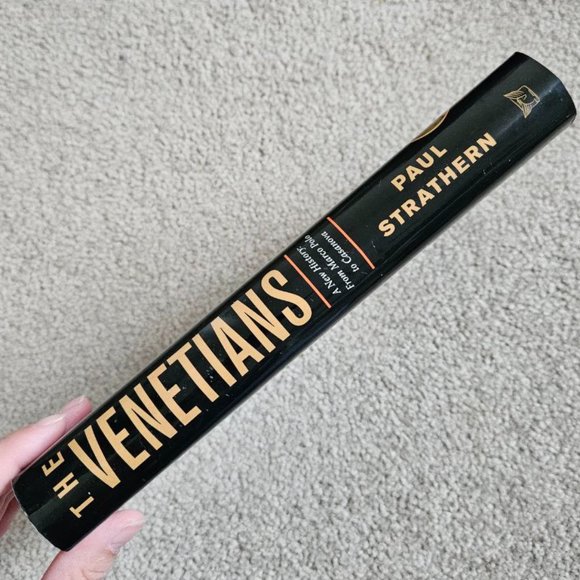 THE
VENETIANS
A New History:
From Marco Polo
to Casanova
PAUL
STRATHERN